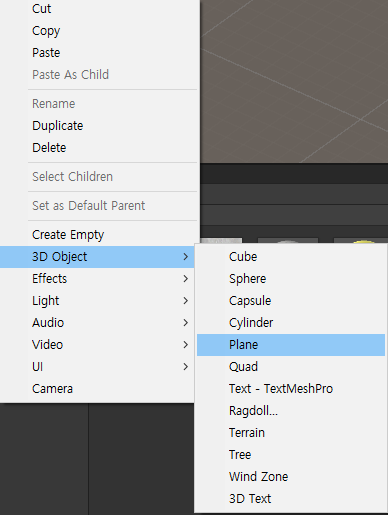 Cut
Copy
Paste
Paste As Child
Rename
Duplicate
Delete
Select Children
Set as Default Parent
Create Empty
3D Object
Effects
Light
Audio
Video
UI
Camera
Cube
Sphere
Capsule
Cylinder
Plane
Quad
Text - TextMeshPro
Ragdoll...
Terrain
Tree
Wind Zone
3D Text